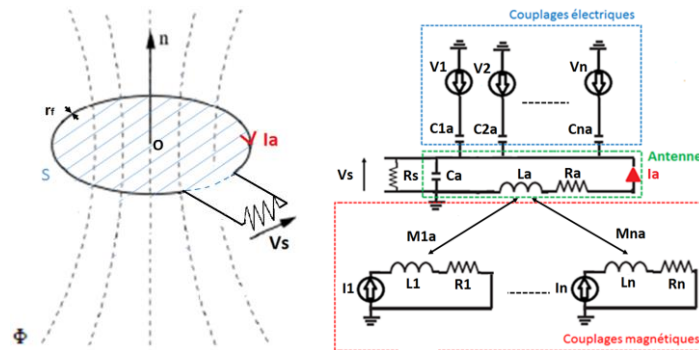 n
rf
O
Ia
S
Vs
Φ
Couplages électriques
V1 V2 Vn
C1a C2a Cna
Antenne
Vs Rs Ca La Ra Ia
M1a Mna
I1 L1 R1 In Ln Rn
Couplages magnétiques